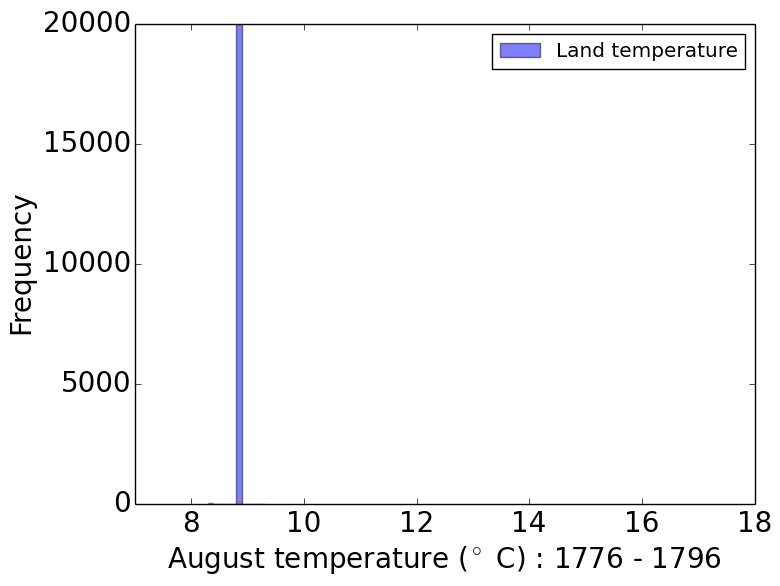 20000
Land temperature
15000
Frequency
10000
5000
0
8 10 12 14 16 18
August temperature (° C) : 1776 - 1796